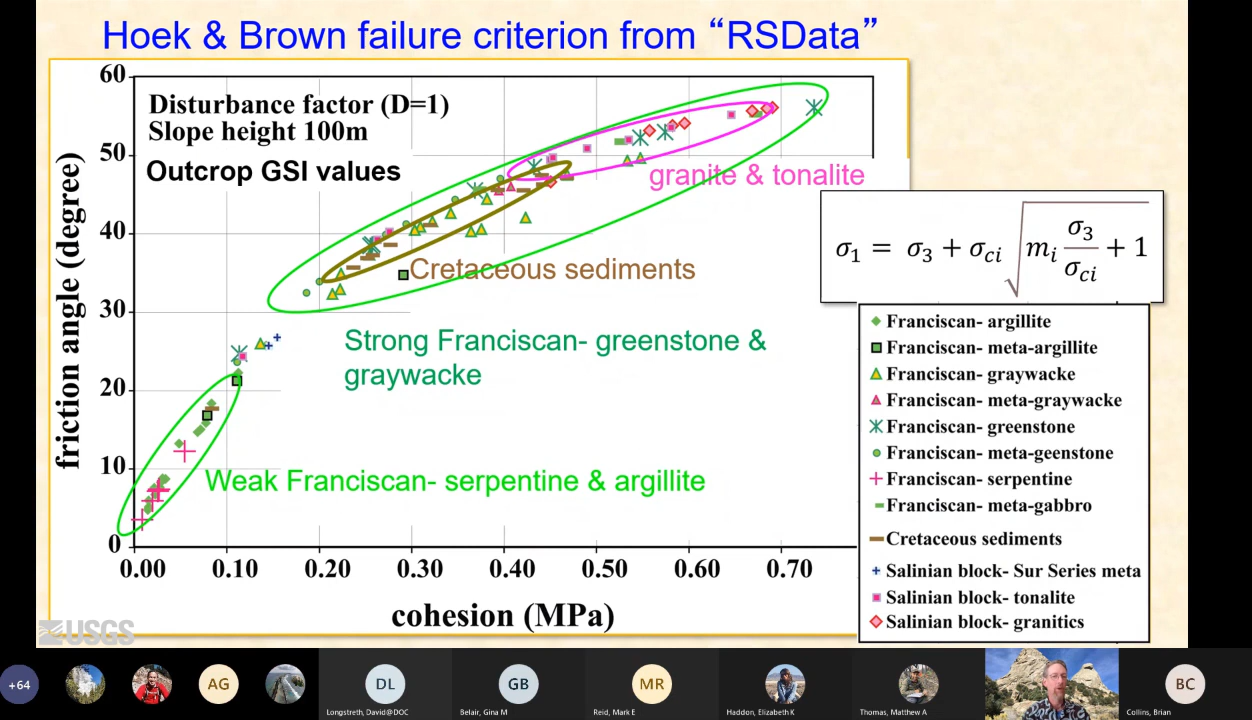 Hoek & Brown failure criterion from “RSData”
60
50
40
30
20
10
0
friction angle (degree)
Disturbance factor (D=1)
Slope height 100m
Outcrop GSI values
granite & tonalite
Cretaceous sediments
Strong Franciscan- greenstone &
graywacke
Weak Franciscan- serpentine & argillite
0.00 0.10 0.20 0.30 0.40 0.50 0.60 0.70
cohesion (MPa)
σ1 = σ3 + σci √(mi σ3/σci + 1)
Franciscan- argillite
Franciscan- meta-argillite
Franciscan- graywacke
Franciscan- meta-graywacke
Franciscan- greenstone
Franciscan- meta-geenstone
Franciscan- serpentine
Franciscan- meta-gabbro
Cretaceous sediments
Salinian block- Sur Series meta
Salinian block- tonalite
Salinian block- granitics
USGS
+64 AG DL GB MR BC
Longstreth, David@DOC
Belair, Gina M
Reid, Mark E
Haddon, Elizabeth K
Thomas, Matthew A
Collins, Brian